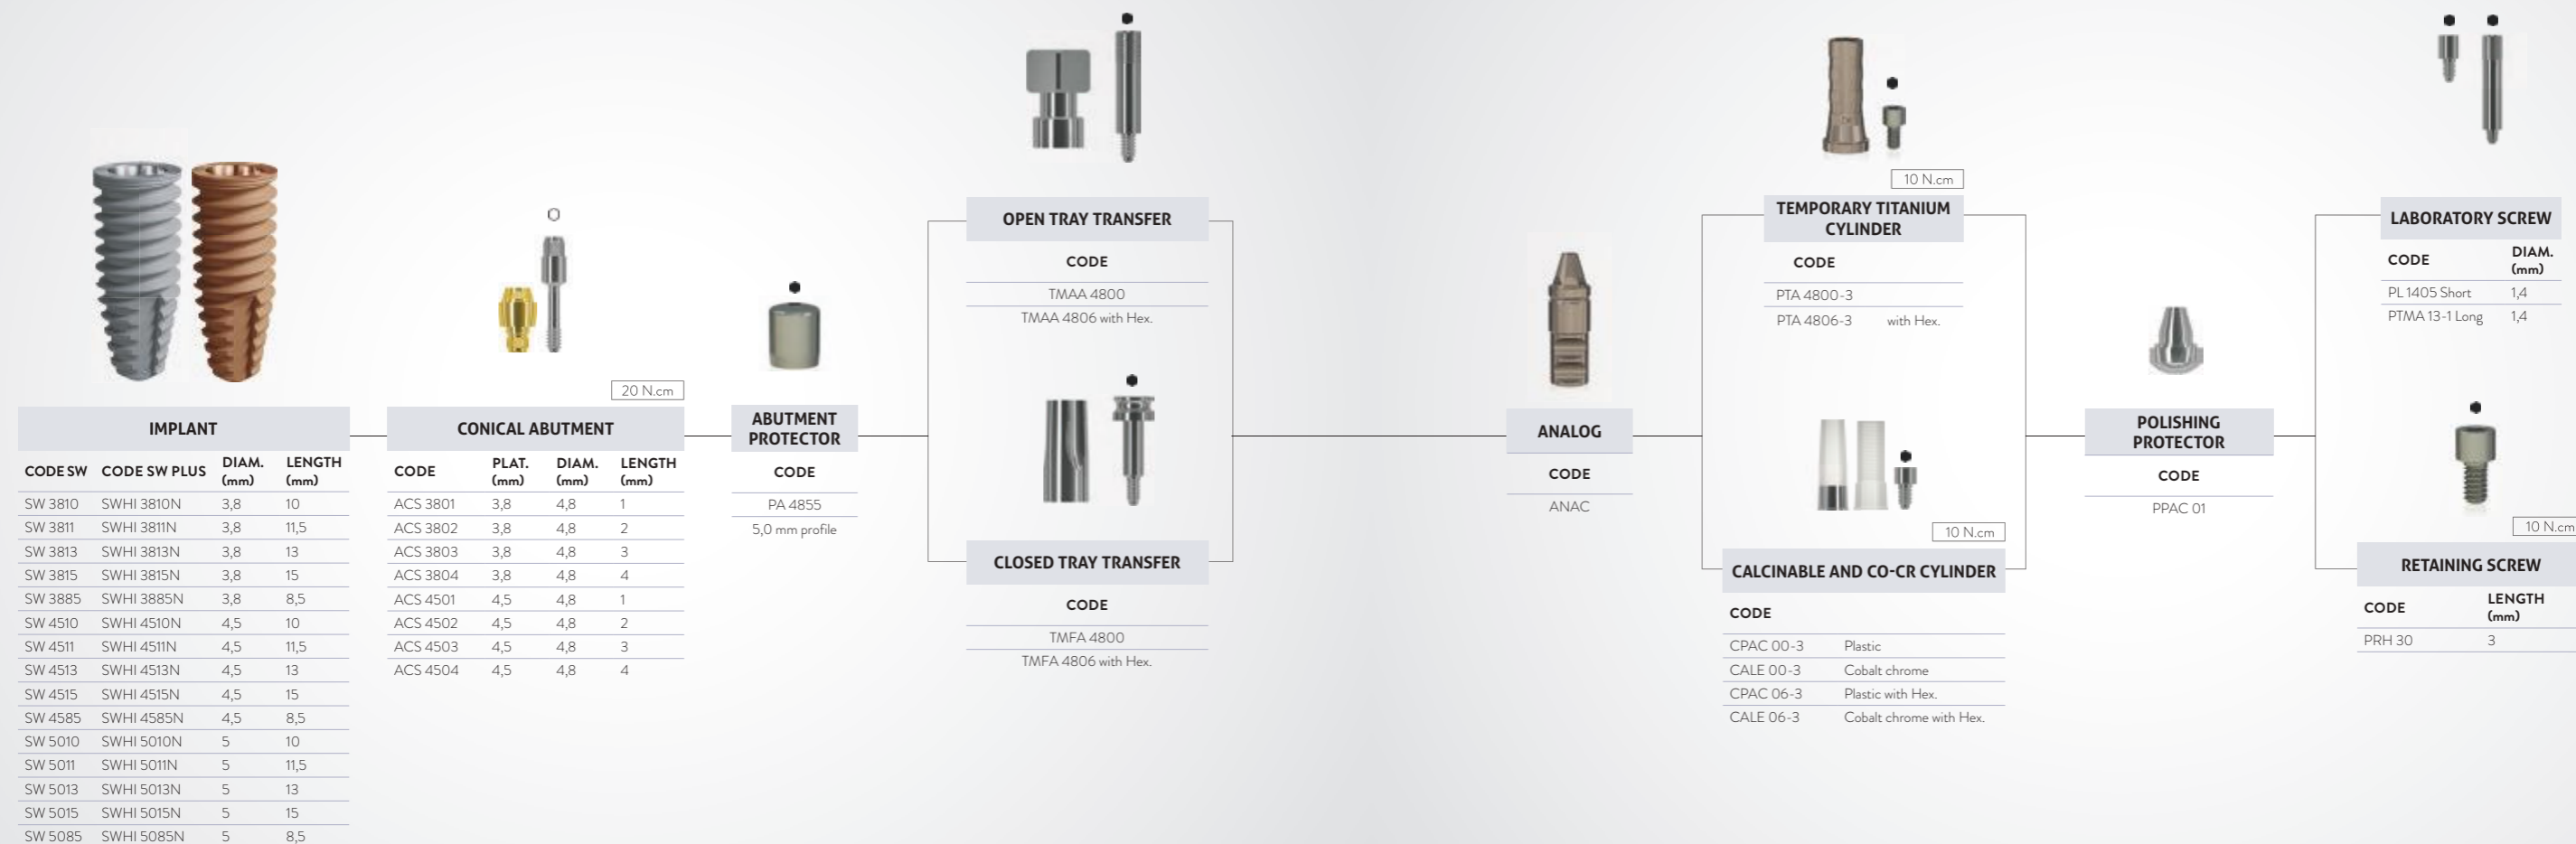 20 N.cm
IMPLANT
CODE SW CODE SW PLUS DIAM. (mm) LENGTH (mm)
SW 3810 SWHI 3810N 3,8 10
SW 3811 SWHI 3811N 3,8 11,5
SW 3813 SWHI 3813N 3,8 13
SW 3815 SWHI 3815N 3,8 15
SW 3885 SWHI 3885N 3,8 8,5
SW 4510 SWHI 4510N 4,5 10
SW 4511 SWHI 4511N 4,5 11,5
SW 4513 SWHI 4513N 4,5 13
SW 4515 SWHI 4515N 4,5 15
SW 4585 SWHI 4585N 4,5 8,5
SW 5010 SWHI 5010N 5 10
SW 5011 SWHI 5011N 5 11,5
SW 5013 SWHI 5013N 5 13
SW 5015 SWHI 5015N 5 15
SW 5085 SWHI 5085N 5 8,5
CONICAL ABUTMENT
CODE PLAT. (mm) DIAM. (mm) LENGTH (mm)
ACS 3801 3,8 4,8 1
ACS 3802 3,8 4,8 2
ACS 3803 3,8 4,8 3
ACS 3804 3,8 4,8 4
ACS 4501 4,5 4,8 1
ACS 4502 4,5 4,8 2
ACS 4503 4,5 4,8 3
ACS 4504 4,5 4,8 4
ABUTMENT
PROTECTOR
CODE
PA 4855
5,0 mm profile
OPEN TRAY TRANSFER
CODE
TMAA 4800
TMAA 4806 with Hex.
CLOSED TRAY TRANSFER
CODE
TMFA 4800
TMFA 4806 with Hex.
ANALOG
CODE
ANAC
10 N.cm
TEMPORARY TITANIUM
CYLINDER
CODE
PTA 4800-3
PTA 4806-3 with Hex.
10 N.cm
CALCINABLE AND CO-CR CYLINDER
CODE
CPAC 00-3 Plastic
CALE 00-3 Cobalt chrome
CPAC 06-3 Plastic with Hex.
CALE 06-3 Cobalt chrome with Hex.
POLISHING
PROTECTOR
CODE
PPAC 01
LABORATORY SCREW
CODE DIAM. (mm)
PL 1405 Short 1,4
PTMA 13-1 Long 1,4
10 N.cm
RETAINING SCREW
CODE LENGTH (mm)
PRH 30 3